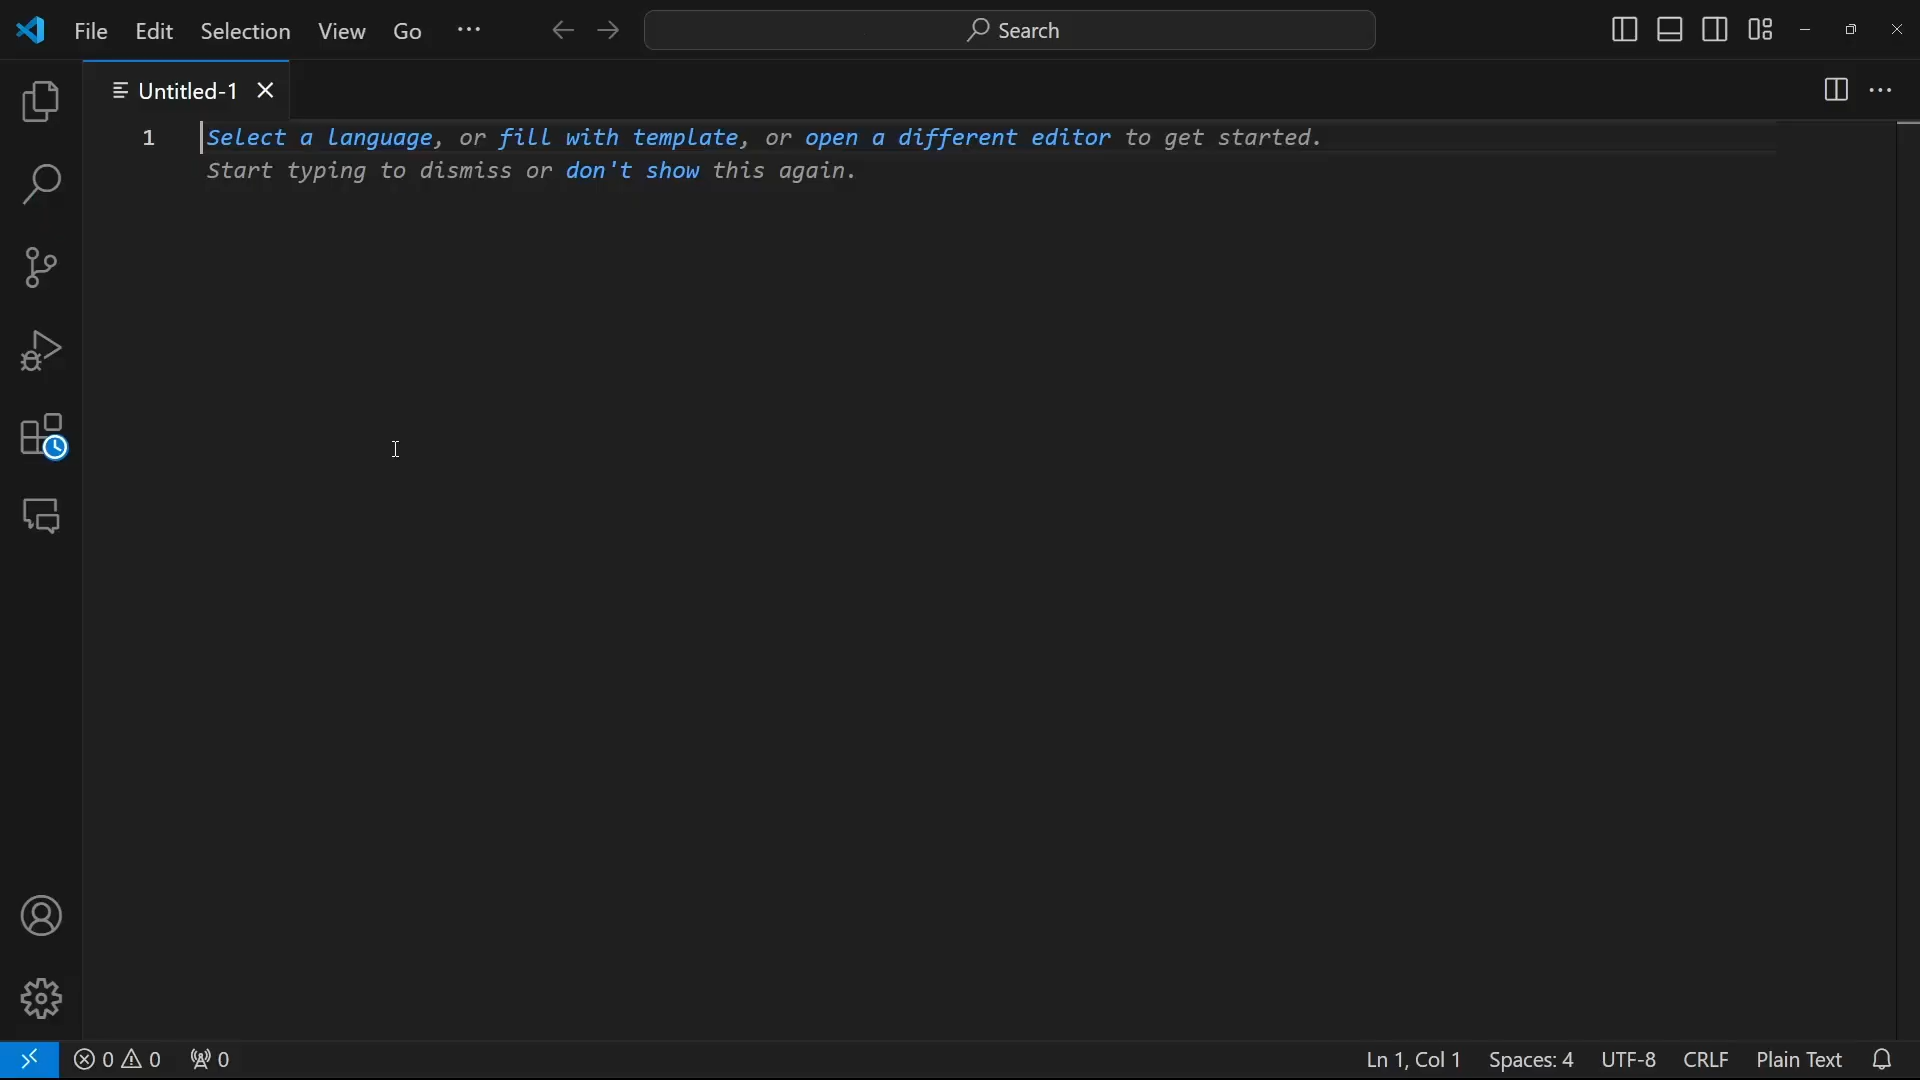 File Edit Selection View Go ··· Search
Untitled-1
1 Select a language, or fill with template, or open a different editor to get started.
Start typing to dismiss or don't show this again.
0 0 0 Ln 1, Col 1 Spaces: 4 UTF-8 CRLF Plain Text